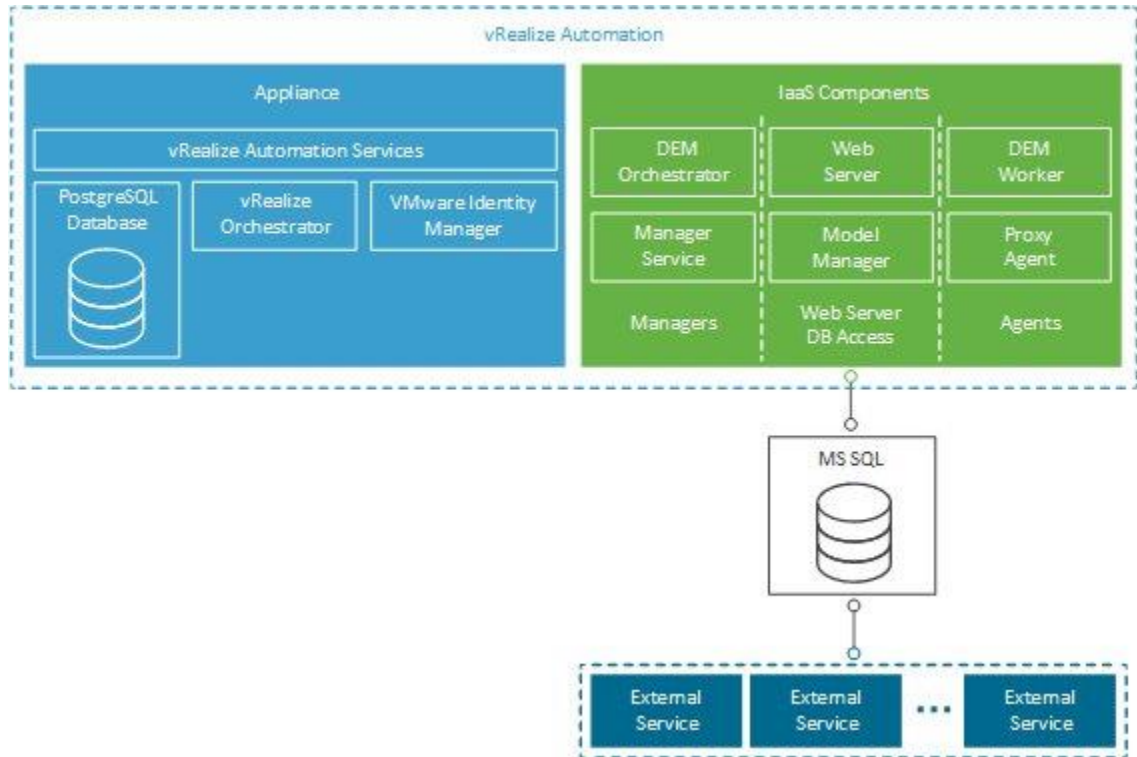 vRealize Automation
Appliance
vRealize Automation Services
PostgreSQL
Database
vRealize
Orchestrator
VMware Identity
Manager
IaaS Components
DEM
Orchestrator
Web
Server
DEM
Worker
Manager
Service
Model
Manager
Proxy
Agent
Managers
Web Server
DB Access
Agents
MS SQL
External
Service
External
Service
...
External
Service